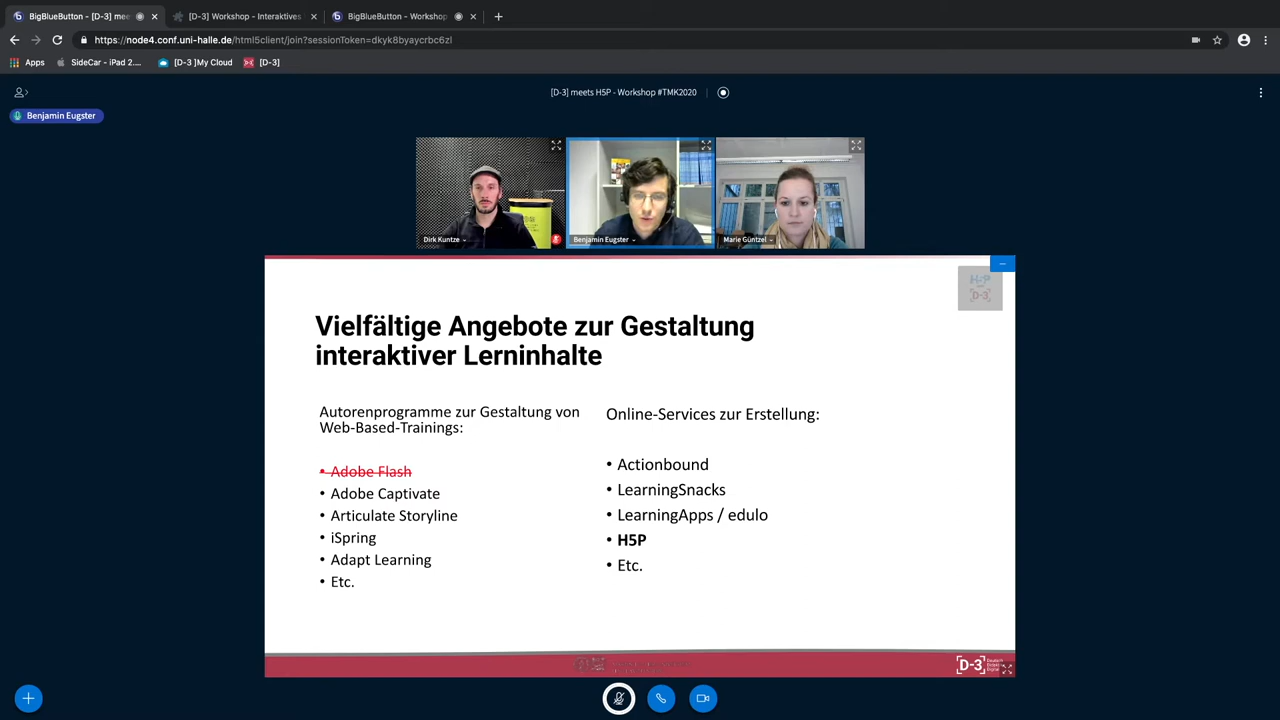 BigBlueButton - [D-3] mee
[D-3] Workshop - Interaktives
BigBlueButton - Workshop
https://node4.conf.uni-halle.de/html5client/join?sessionToken=dkyk8byaycrbc6zl
Apps
SideCar - iPad 2....
[D-3 ]My Cloud
[D-3]
[D-3] meets H5P - Workshop #TMK2020
Benjamin Eugster
Dirk Kuntze
Benjamin Eugster
Marie Güntzel
H5P
[D-3]
Vielfältige Angebote zur Gestaltung
interaktiver Lerninhalte
Autorenprogramme zur Gestaltung von
Web-Based-Trainings:
• Adobe Flash
• Adobe Captivate
• Articulate Storyline
• iSpring
• Adapt Learning
• Etc.
Online-Services zur Erstellung:
• Actionbound
• LearningSnacks
• LearningApps / edulo
• H5P
• Etc.
[D-3]